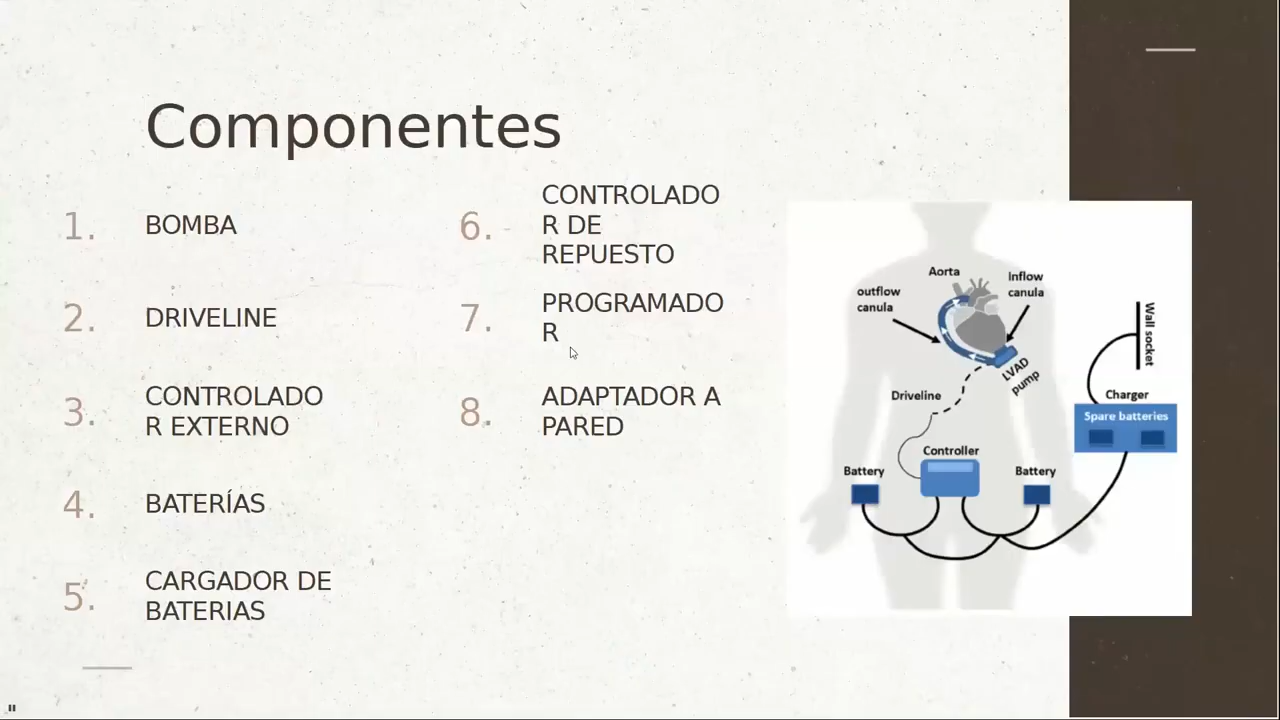 Componentes
1. BOMBA
2. DRIVELINE
3. CONTROLADO
R EXTERNO
4. BATERÍAS
5. CARGADOR DE
BATERIAS
6. CONTROLADO
R DE
REPUESTO
7. PROGRAMADO
R
8. ADAPTADOR A
PARED
Aorta
Inflow
canula
outflow
canula
LVAD
pump
Driveline
Wall socket
Charger
Spare batteries
Controller
Battery
Battery